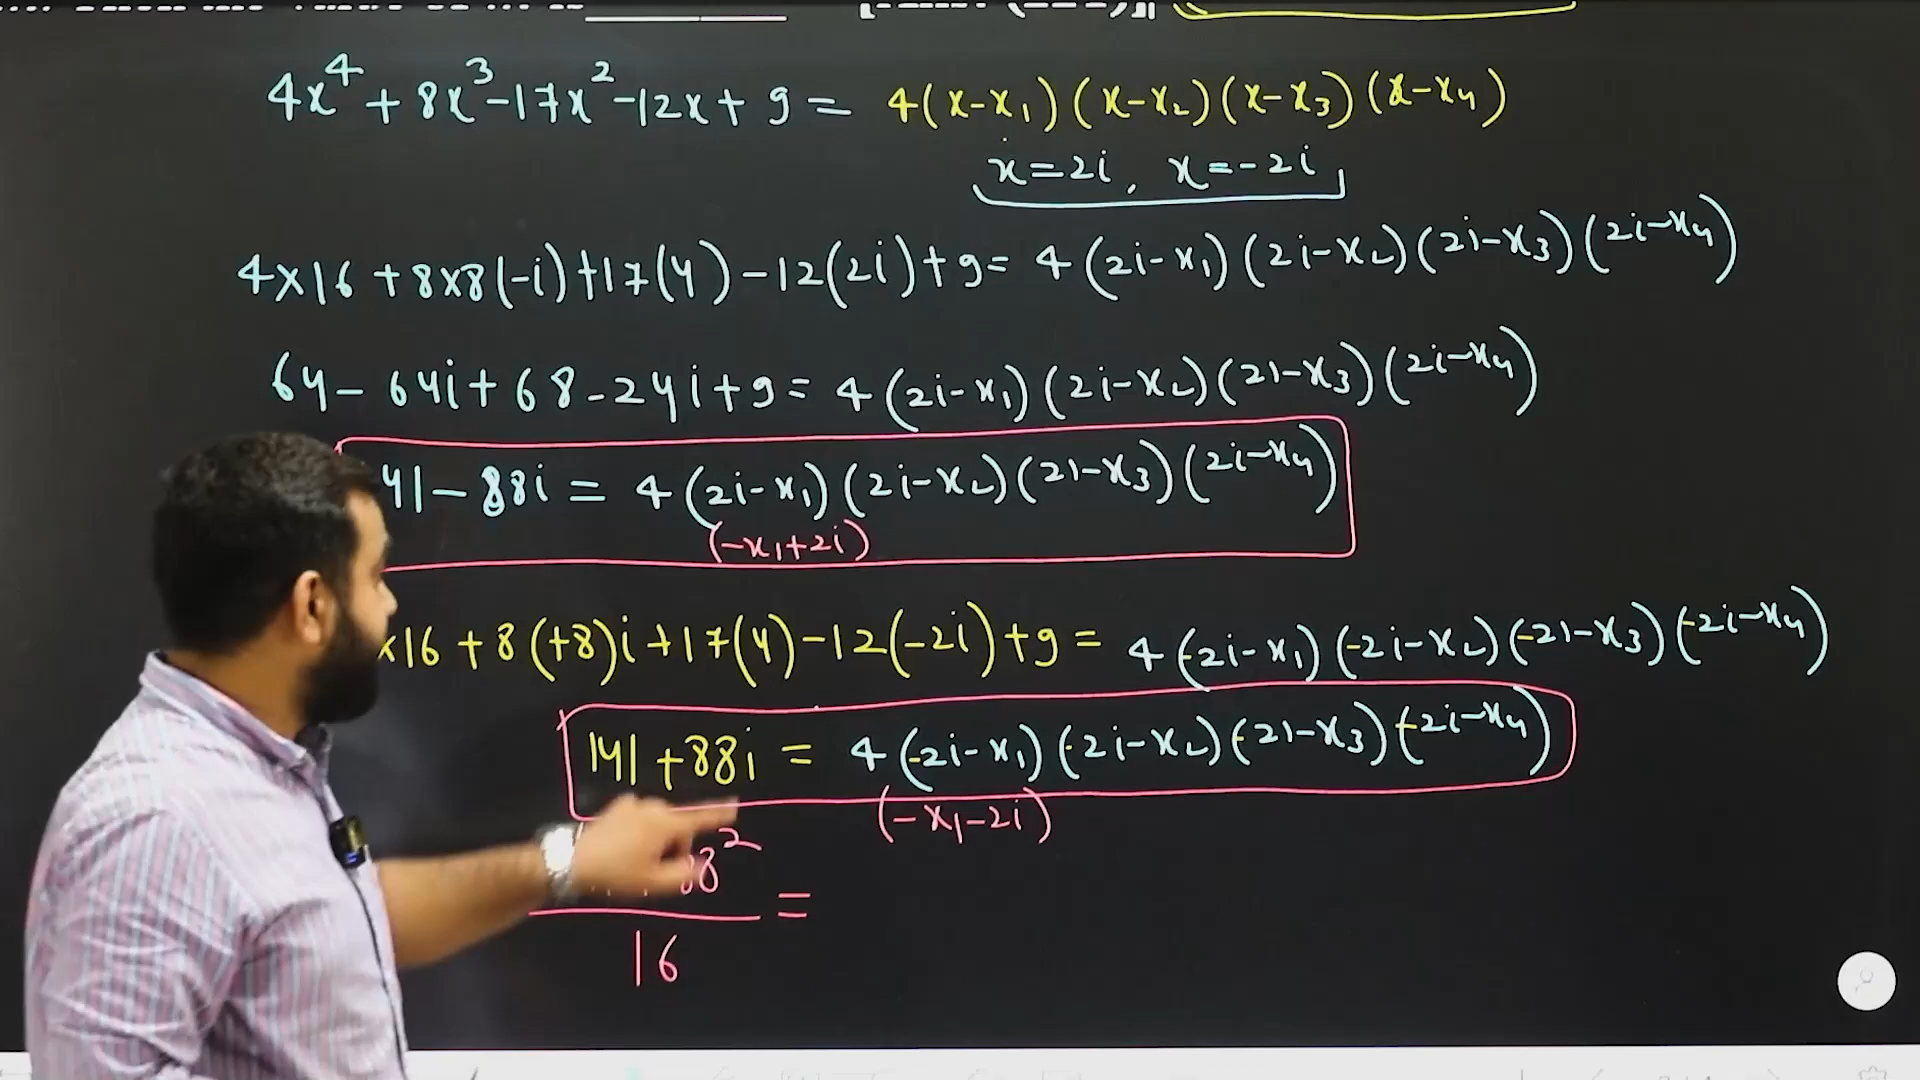 4x⁴ + 8x³ - 17x² - 12x + 9 = 4(x-x₁)(x-x₂)(x-x₃)(x-x₄)
x = 2i, x = -2i
4×16 + 8×8(-i) + 17(4) - 12(2i) + 9 = 4(2i-x₁)(2i-x₂)(2i-x₃)(2i-x₄)
64 - 64i + 68 - 24i + 9 = 4(2i-x₁)(2i-x₂)(2i-x₃)(2i-x₄)
41 - 88i = 4(2i-x₁)(2i-x₂)(2i-x₃)(2i-x₄)
(-x₁+2i)
×16 + 8(+8)i + 17(4) - 12(-2i) + 9 = 4(-2i-x₁)(-2i-x₂)(-2i-x₃)(-2i-x₄)
141 + 88i = 4(-2i-x₁)(-2i-x₂)(-2i-x₃)(-2i-x₄)
(-x₁-2i)
88² =
16